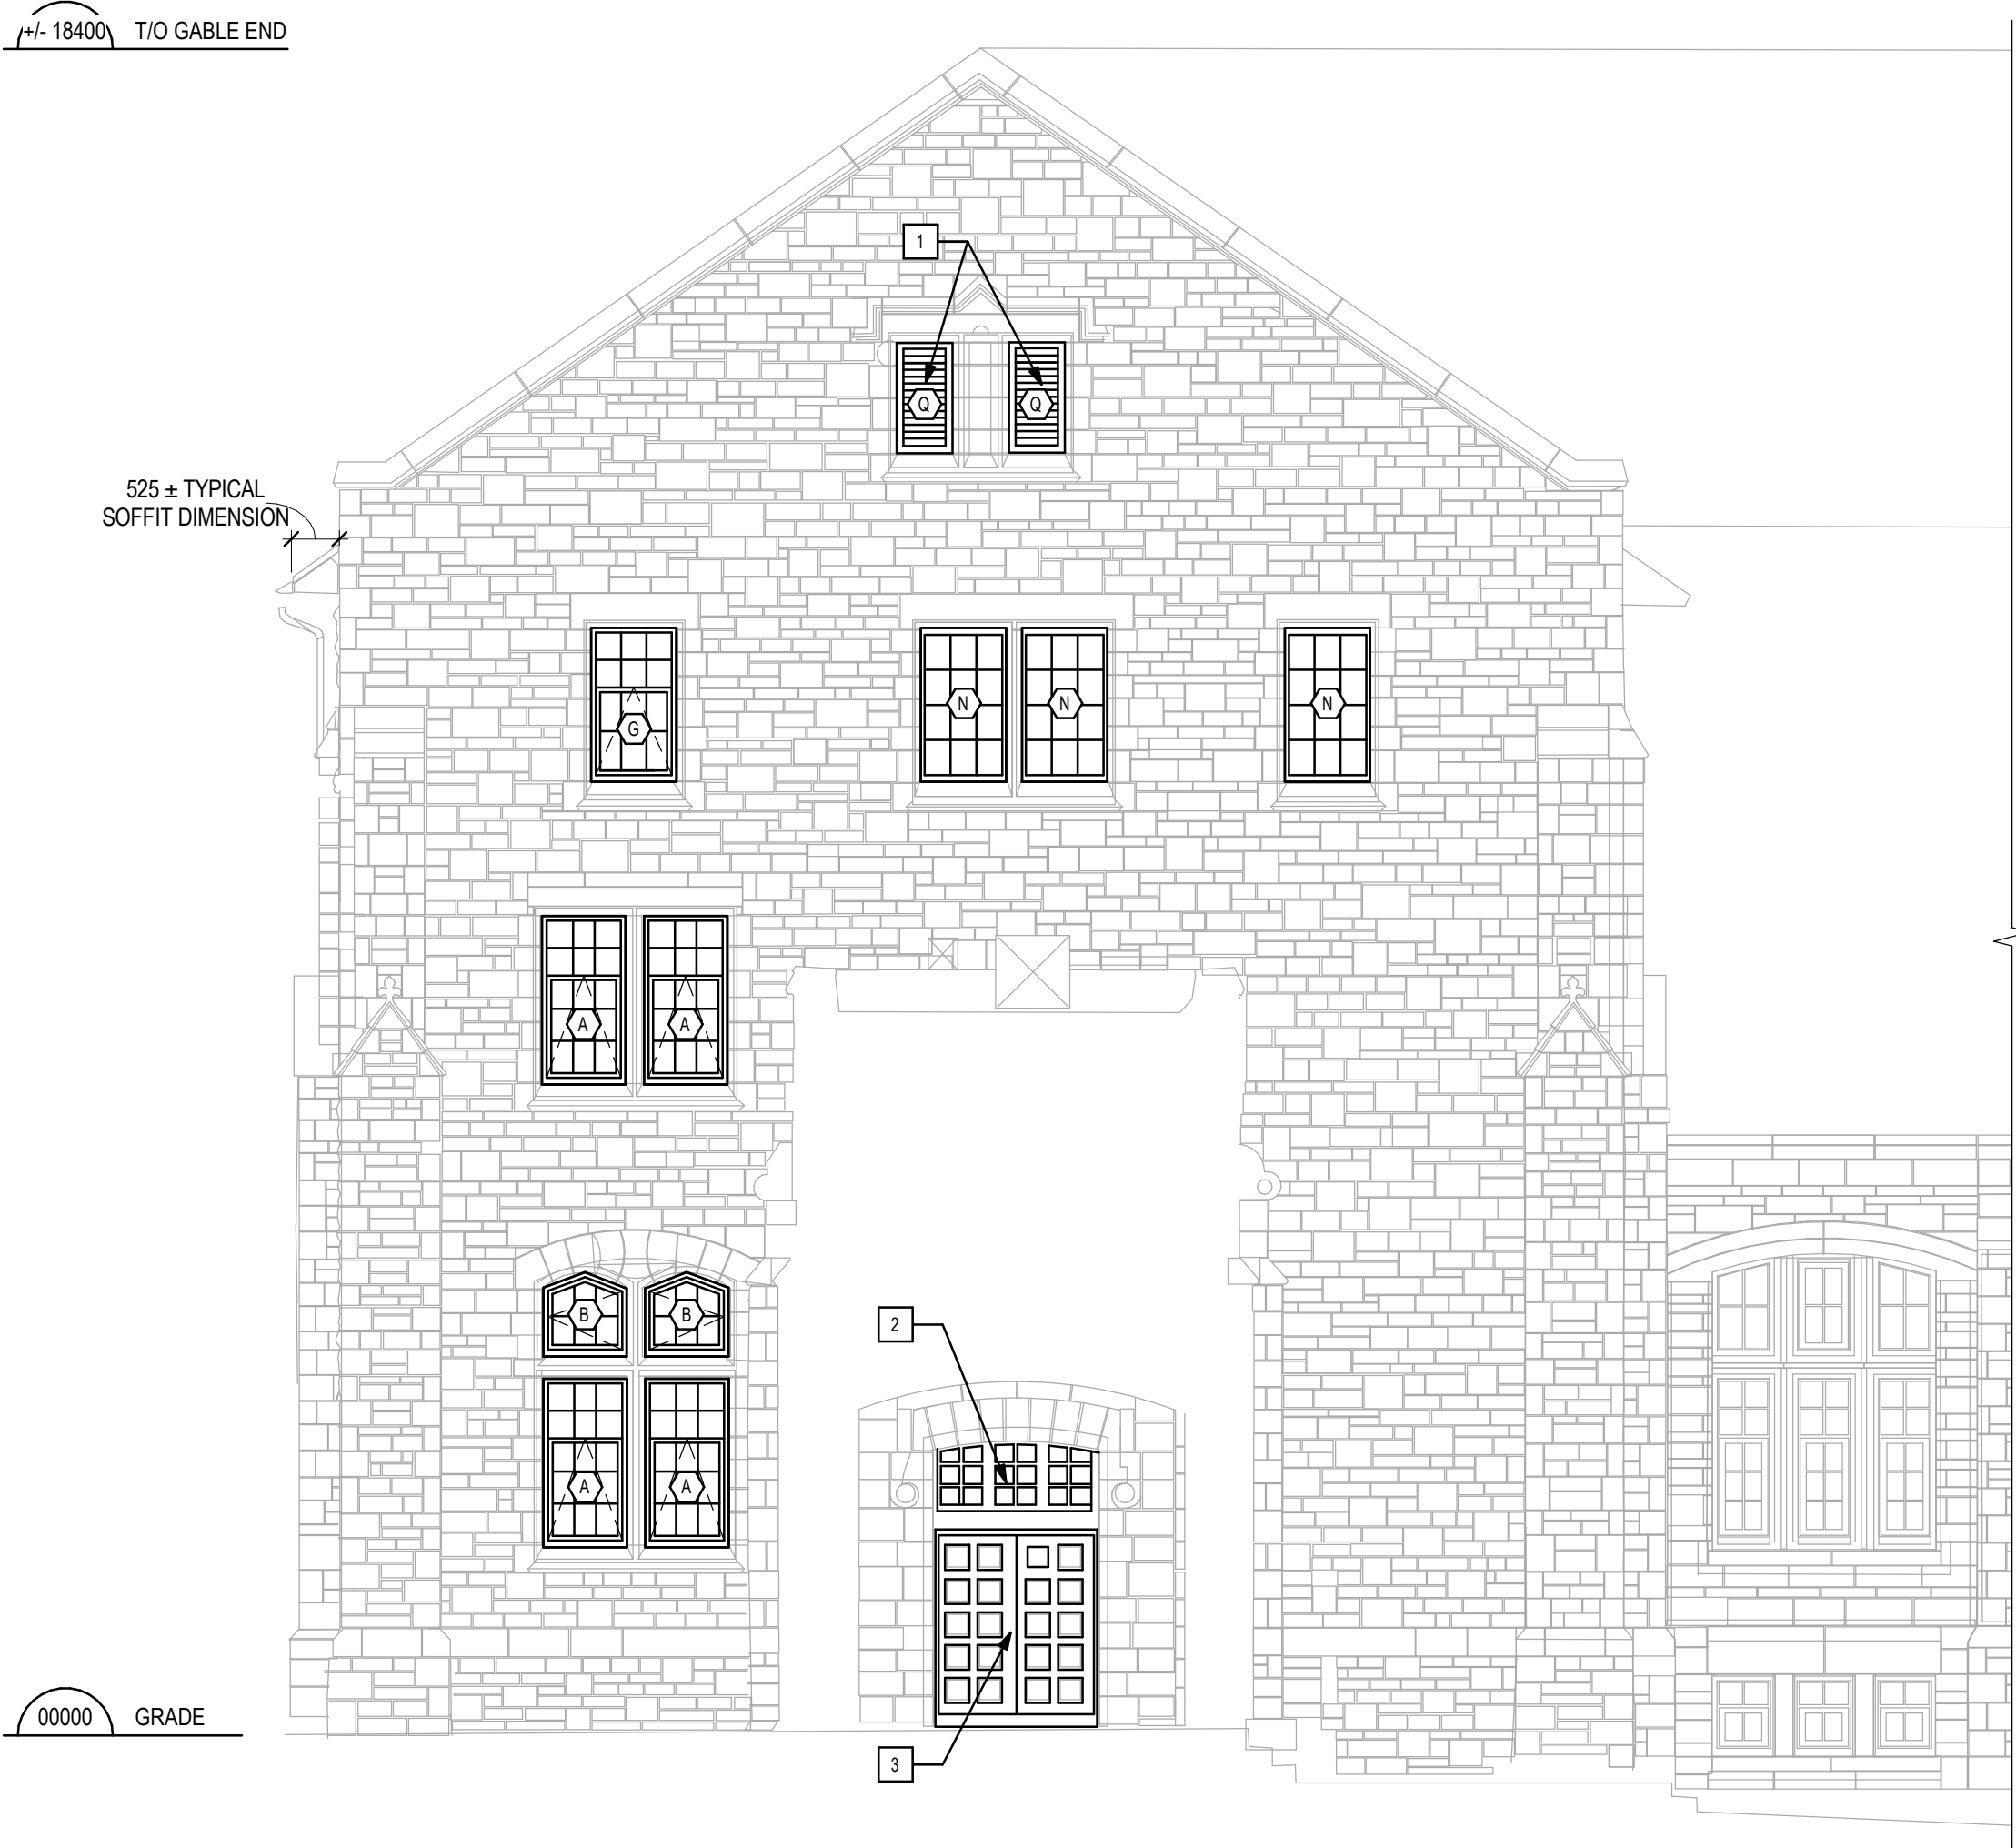 +/- 18400 T/O GABLE END
1
Q Q
525 ± TYPICAL
SOFFIT DIMENSION
G N N N
A A
B B
2
A A
3
00000 GRADE